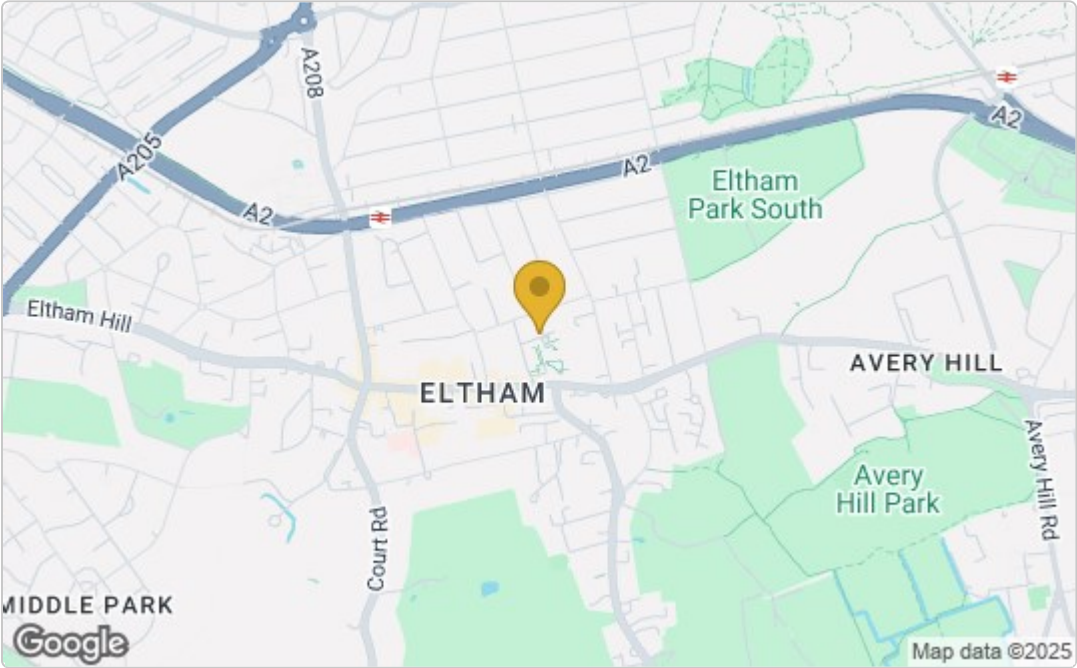 A208
A205
A2
A2
A2
Eltham
Park South
Eltham Hill
AVERY HILL
ELTHAM
Avery Hill Rd
Avery
Hill Park
Court Rd
MIDDLE PARK
Google
Map data ©2025